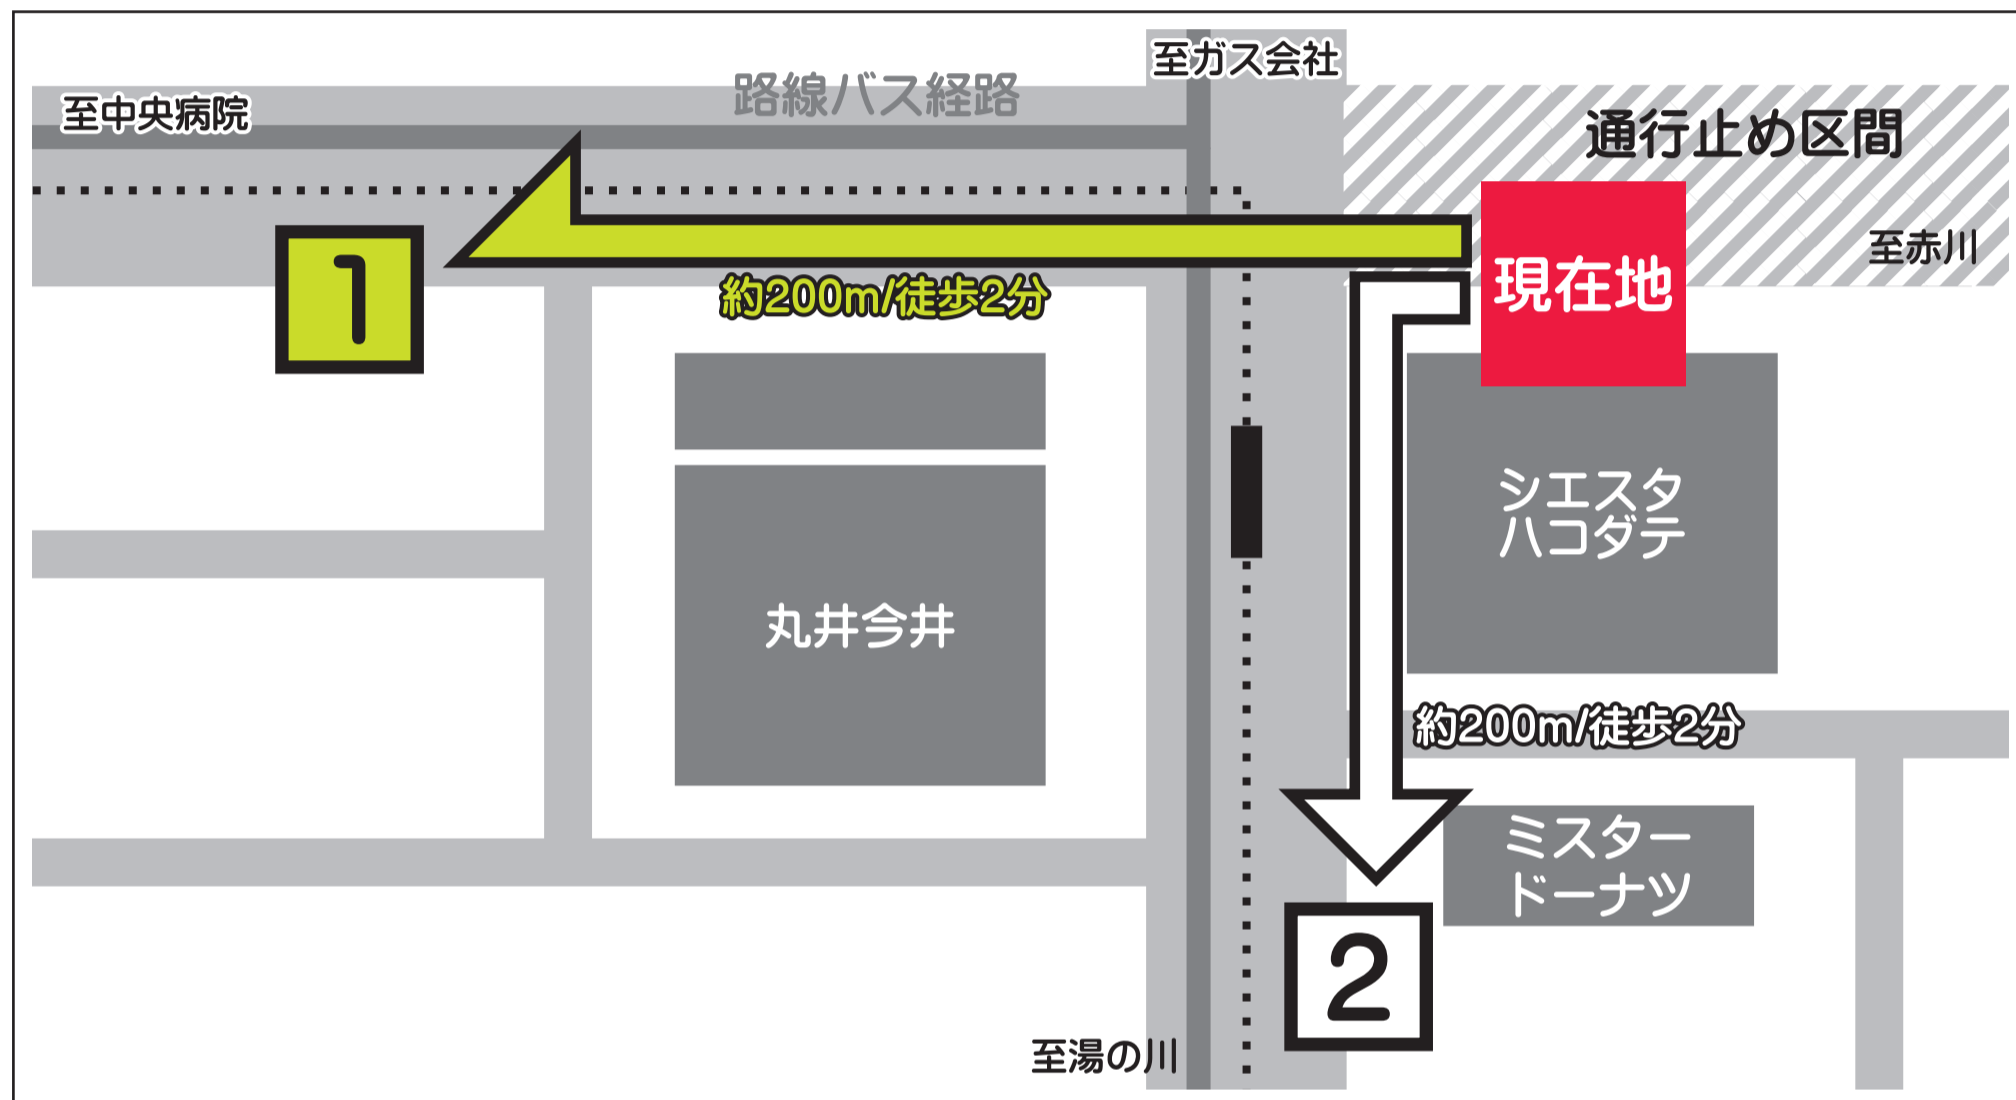 至ガス会社
路線バス経路
至中央病院
通行止め区間
至赤川
現在地
1
約200m/徒歩2分
シエスタ
ハコダテ
丸井今井
約200m/徒歩2分
ミスター
ドーナツ
2
至湯の川